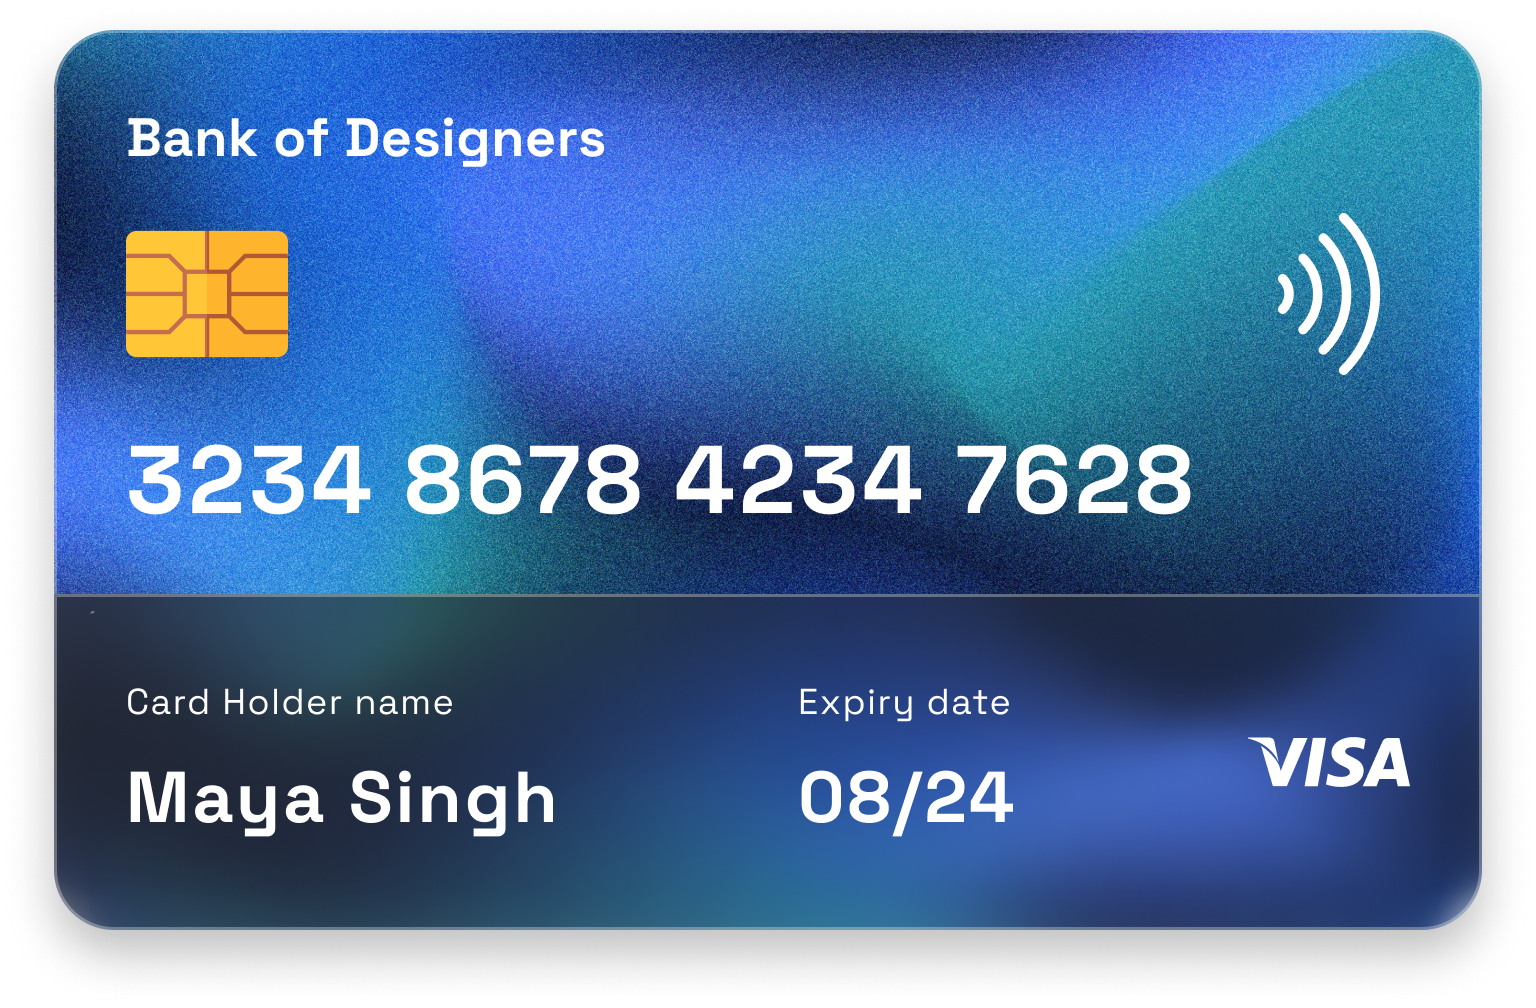 Bank of Designers
3234 8678 4234 7628
Card Holder name
Expiry date
Maya Singh
08/24
VISA